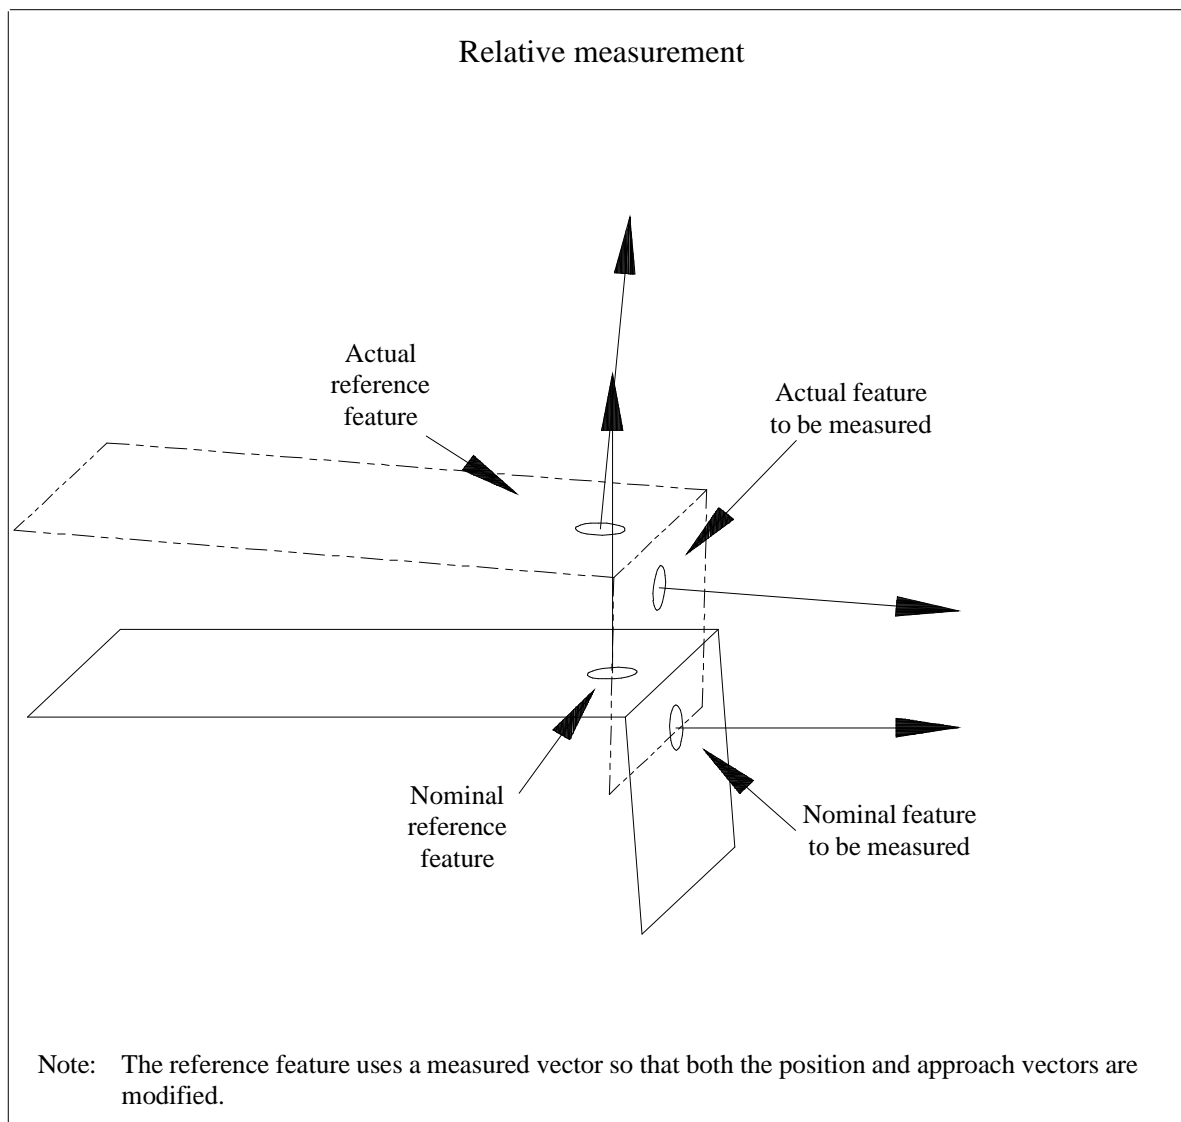 Relative measurement
Actual
reference
feature
Actual feature
to be measured
Nominal
reference
feature
Nominal feature
to be measured
Note: The reference feature uses a measured vector so that both the position and approach vectors are
modified.